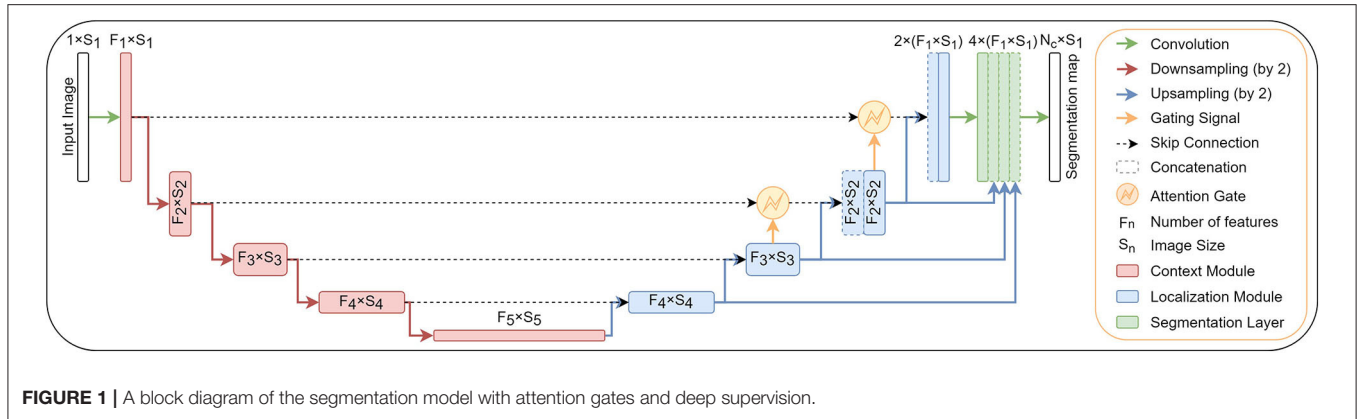 1×S1
F1×S1
2×(F1×S1)
4×(F1×S1)
Nc×S1
Input Image
Segmentation map
F2×S2
F2×S2
F2×S2
F3×S3
F3×S3
F4×S4
F4×S4
F5×S5
Convolution
Downsampling (by 2)
Upsampling (by 2)
Gating Signal
Skip Connection
Concatenation
Attention Gate
Fn Number of features
Sn Image Size
Context Module
Localization Module
Segmentation Layer
FIGURE 1 | A block diagram of the segmentation model with attention gates and deep supervision.